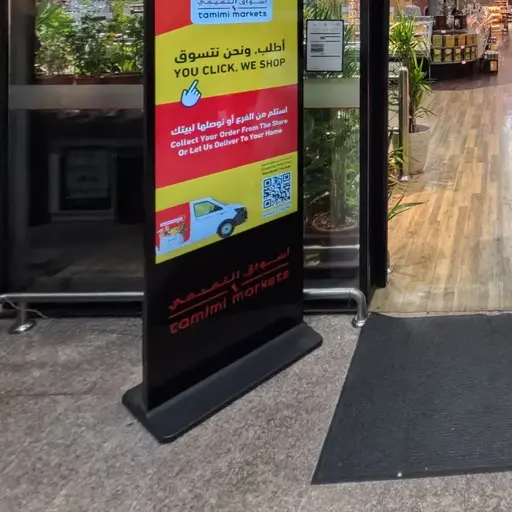 أسواق التميمي
tamimi markets
أطلب، ونحن نتسوق
YOU CLICK, WE SHOP
استلم من الفرع أو نوصلها لبيتك
Collect Your Order From The Store
Or Let Us Deliver To Your Home
أسواق التميمي
tamimi markets